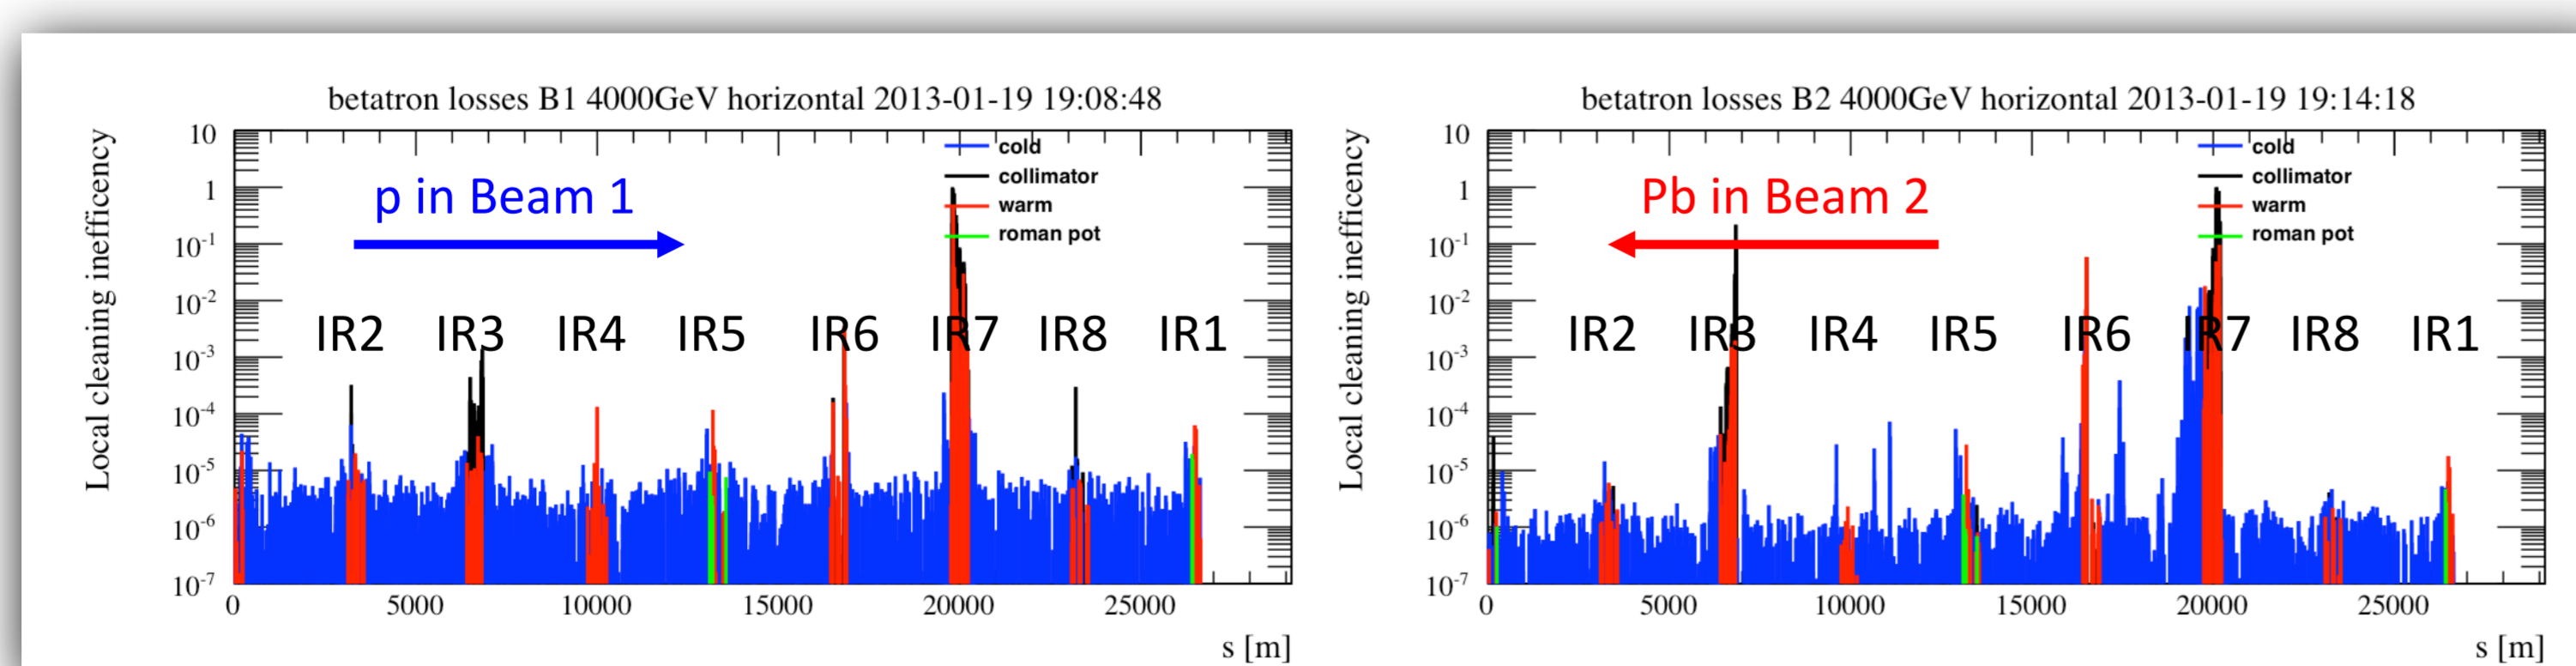 betatron losses B1 4000GeV horizontal 2013-01-19 19:08:48
Local cleaning inefficency
10
1
10-1
10-2
10-3
10-4
10-5
10-6
10-7
cold
collimator
warm
roman pot
p in Beam 1
IR2 IR3 IR4 IR5 IR6 IR7 IR8 IR1
0 5000 10000 15000 20000 25000
s [m]
betatron losses B2 4000GeV horizontal 2013-01-19 19:14:18
Local cleaning inefficency
10
1
10-1
10-2
10-3
10-4
10-5
10-6
10-7
cold
collimator
warm
roman pot
Pb in Beam 2
IR2 IR3 IR4 IR5 IR6 IR7 IR8 IR1
0 5000 10000 15000 20000 25000
s [m]